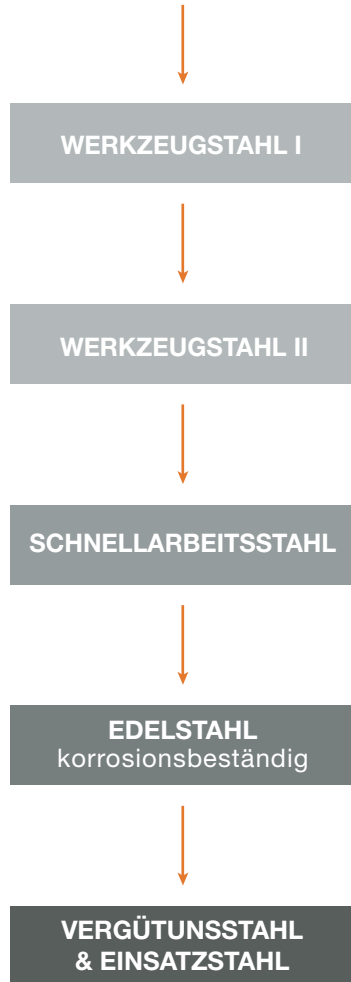 WERKZEUGSTAHL I
WERKZEUGSTAHL II
SCHNELLARBEITSSTAHL
EDELSTAHL
korrosionsbeständig
VERGÜTUNSSTAHL
& EINSATZSTAHL